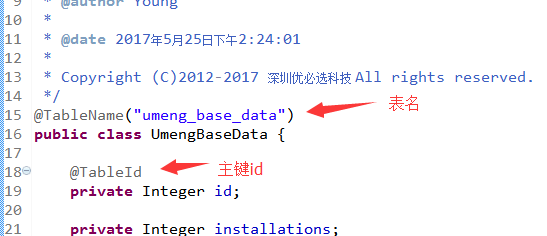 9 * @author Young
10 *
11 * @date 2017年5月25日下午2:24:01
12 *
13 * Copyright (C)2012-2017 深圳优必选科技 All rights reserved.
14 */
15 @TableName("umeng_base_data") 表名
16 public class UmengBaseData {
17
18 @TableId 主键id
19 private Integer id;
20
21 private Integer installations;